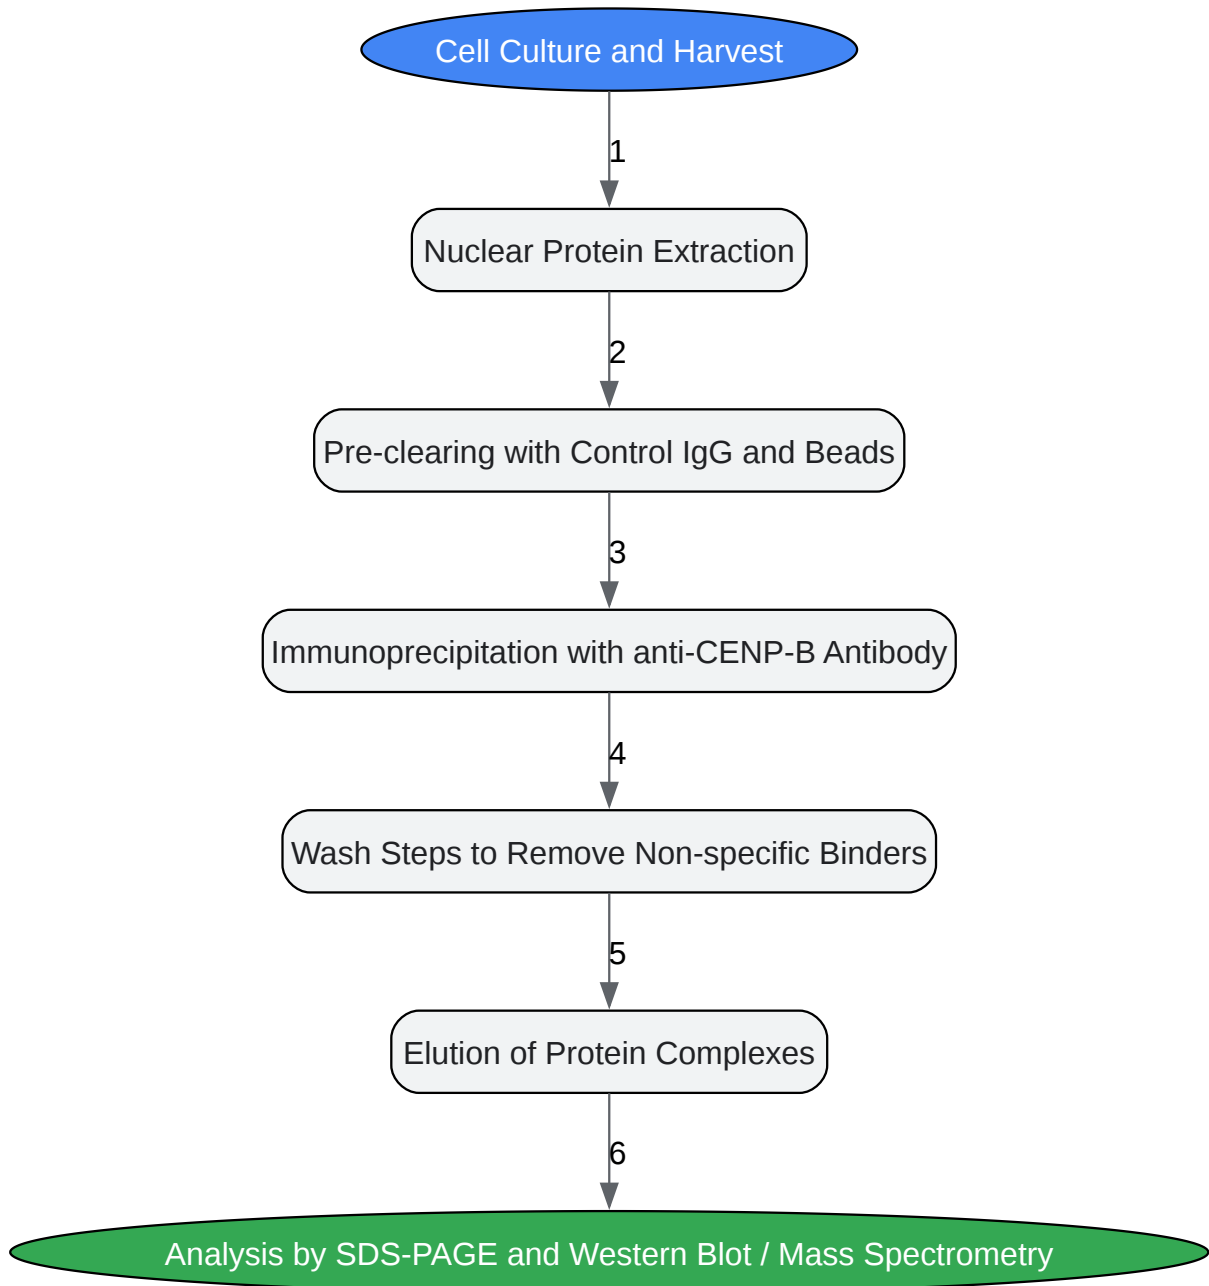 Cell Culture and Harvest
1
Nuclear Protein Extraction
2
Pre-clearing with Control IgG and Beads
3
Immunoprecipitation with anti-CENP-B Antibody
4
Wash Steps to Remove Non-specific Binders
5
Elution of Protein Complexes
6
Analysis by SDS-PAGE and Western Blot / Mass Spectrometry